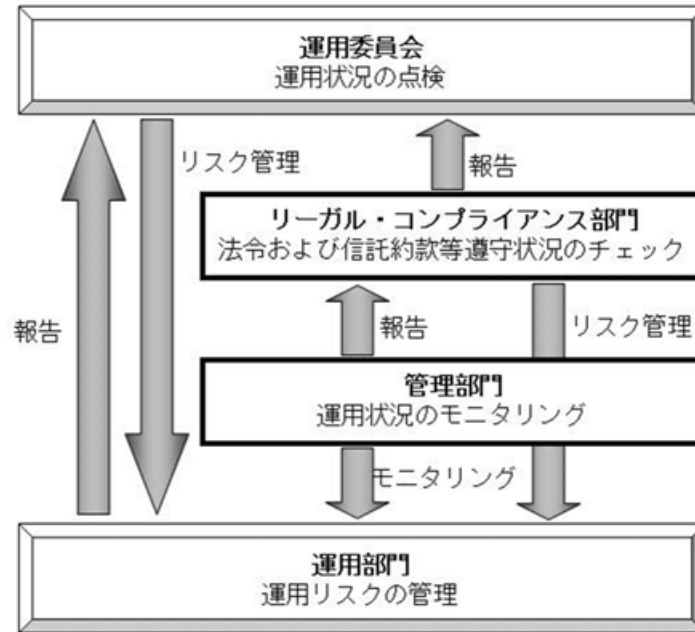 運用委員会
運用状況の点検
リスク管理
報告
リーガル・コンプライアンス部門
法令および信託約款等遵守状況のチェック
報告
報告
リスク管理
管理部門
運用状況のモニタリング
モニタリング
運用部門
運用リスクの管理